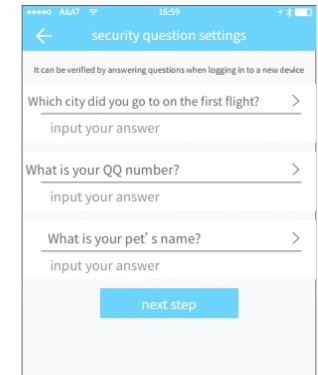 A&AT 16:59
security question settings
It can be verified by answering questions when logging in to a new device
Which city did you go to on the first flight?
input your answer
What is your QQ number?
input your answer
What is your pet’s name?
input your answer
next step